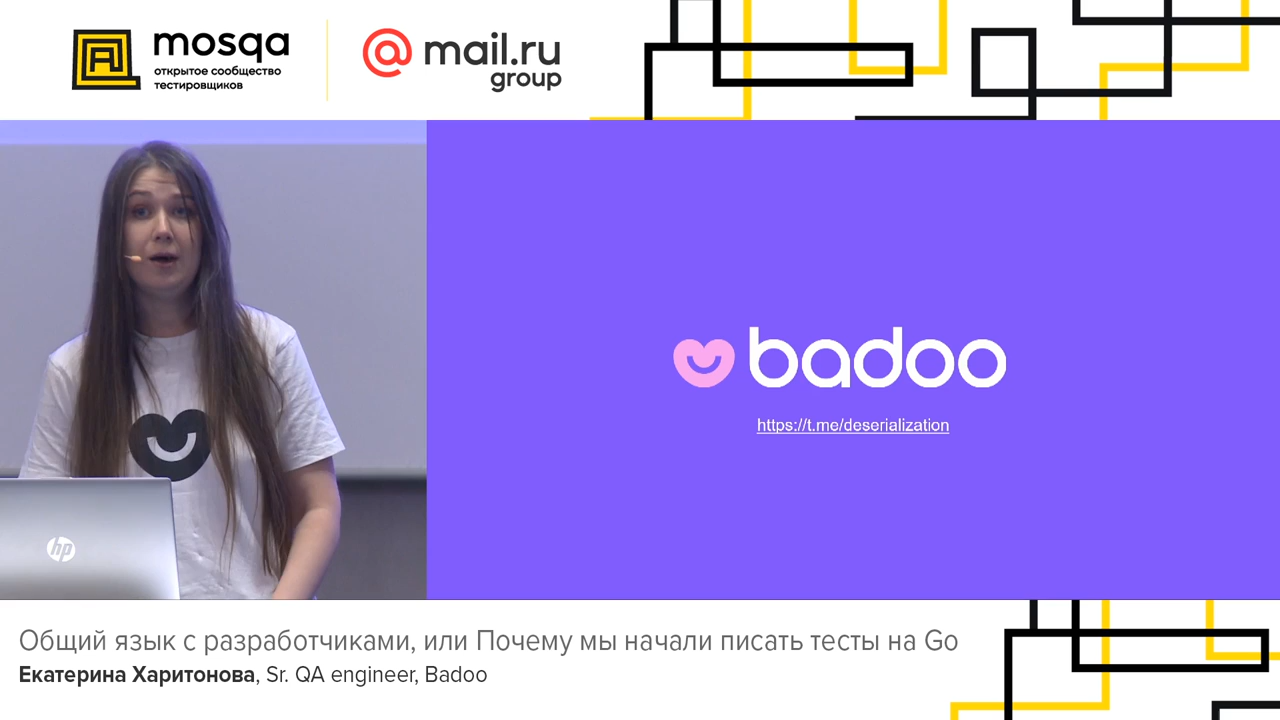 mosqa
открытое сообщество
тестировщиков
@mail.ru
group
hp
badoo
https://t.me/deserialization
Общий язык с разработчиками, или Почему мы начали писать тесты на Go
Екатерина Харитонова, Sr. QA engineer, Badoo